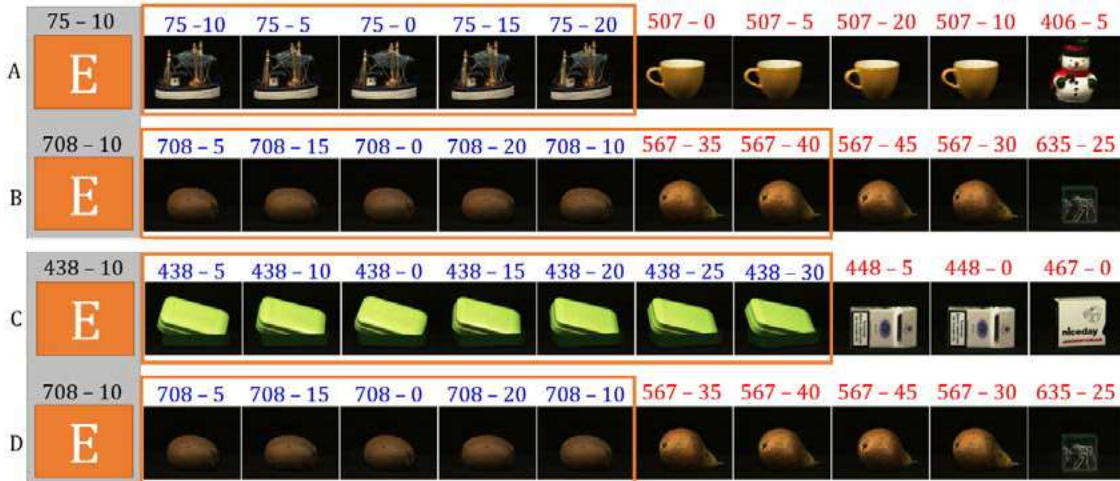 75 – 10 75 –10 75 – 5 75 – 0 75 – 15 75 – 20 507 – 0 507 – 5 507 – 20 507 – 10 406 – 5
A E
708 – 10 708 – 5 708 – 15 708 – 0 708 – 20 708 – 10 567 – 35 567 – 40 567 – 45 567 – 30 635 – 25
B E
438 – 10 438 – 5 438 – 10 438 – 0 438 – 15 438 – 20 438 – 25 438 – 30 448 – 5 448 – 0 467 – 0
C E niceday
708 – 10 708 – 5 708 – 15 708 – 0 708 – 20 708 – 10 567 – 35 567 – 40 567 – 45 567 – 30 635 – 25
D E